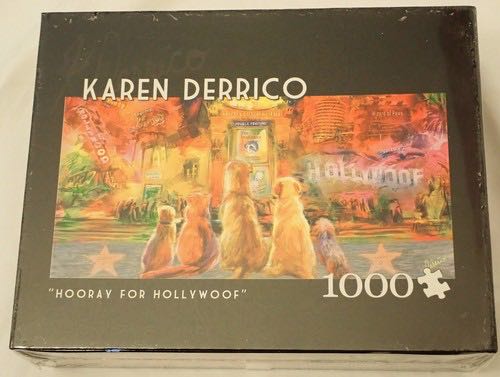 KAREN DERRICO
HOLLYWOOF
"HOORAY FOR HOLLYWOOF"
1000